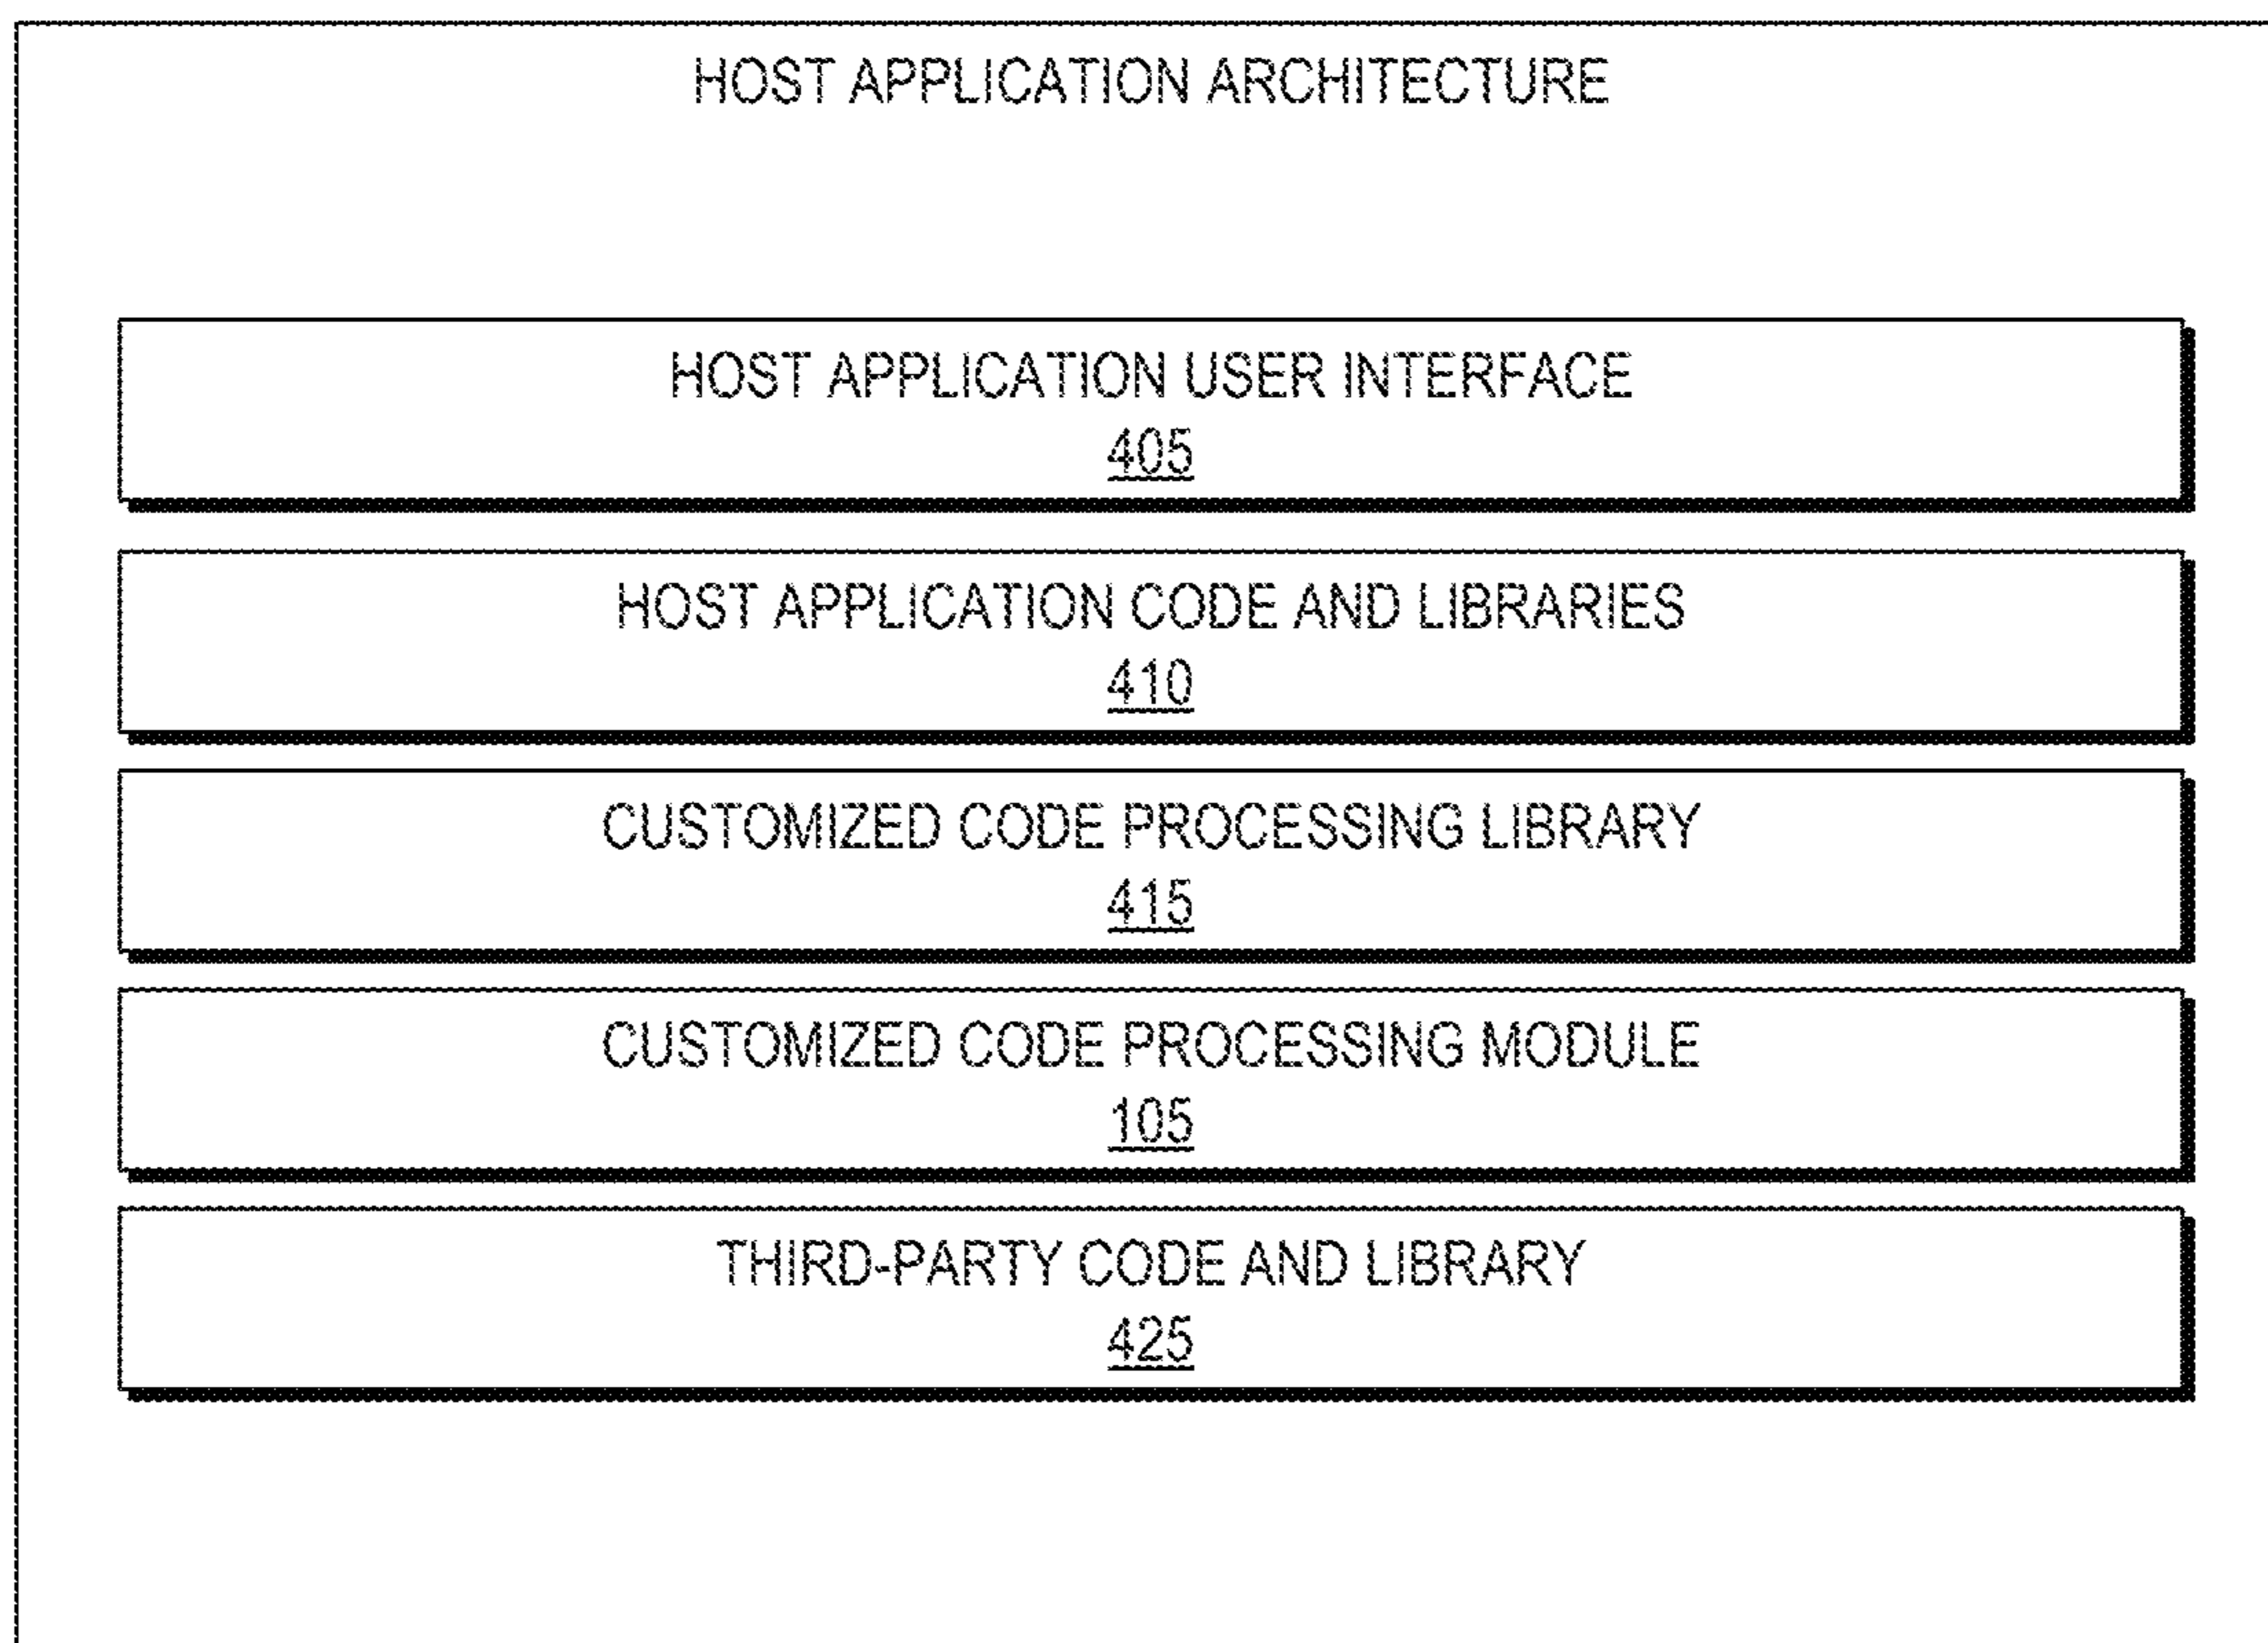 HOST APPLICATION ARCHITECTURE
HOST APPLICATION USER INTERFACE
405
HOST APPLICATION CODE AND LIBRARIES
410
CUSTOMIZED CODE PROCESSING LIBRARY
415
CUSTOMIZED CODE PROCESSING MODULE
105
THIRD-PARTY CODE AND LIBRARY
425